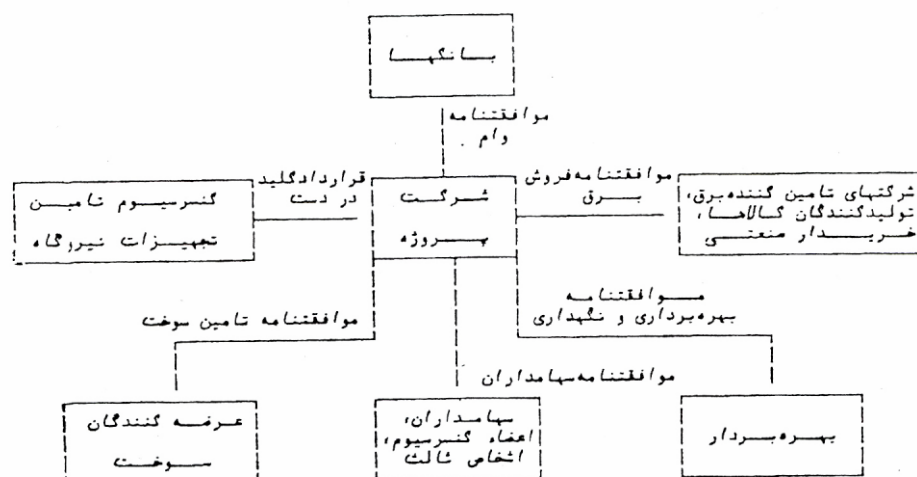 بانکها
موافقتنامه
وام
کنسرسیوم تامین
تجهیزات نیروگاه
قراردادکلید
در دست
شرکت
پروژه
موافقتنامه فروش
برق
شرکتهای تامین کننده برق،
تولیدکنندگان کالاها،
خریدار صنعتی
موافقتنامه تامین سوخت
موافقتنامه
بهره‌برداری و نگهداری
موافقتنامه سهامداران
عرضه کنندگان
سوخت
سهامداران،
اعضاء کنسرسیوم،
اشخاص ثالث
بهره‌بردار